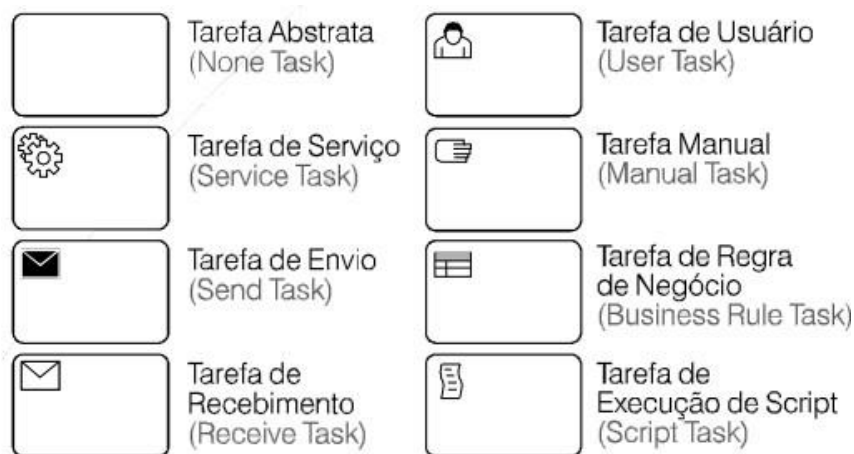 Tarefa Abstrata
(None Task)
Tarefa de Usuário
(User Task)
Tarefa de Serviço
(Service Task)
Tarefa Manual
(Manual Task)
Tarefa de Envio
(Send Task)
Tarefa de Regra
de Negócio
(Business Rule Task)
Tarefa de
Recebimento
(Receive Task)
Tarefa de
Execução de Script
(Script Task)